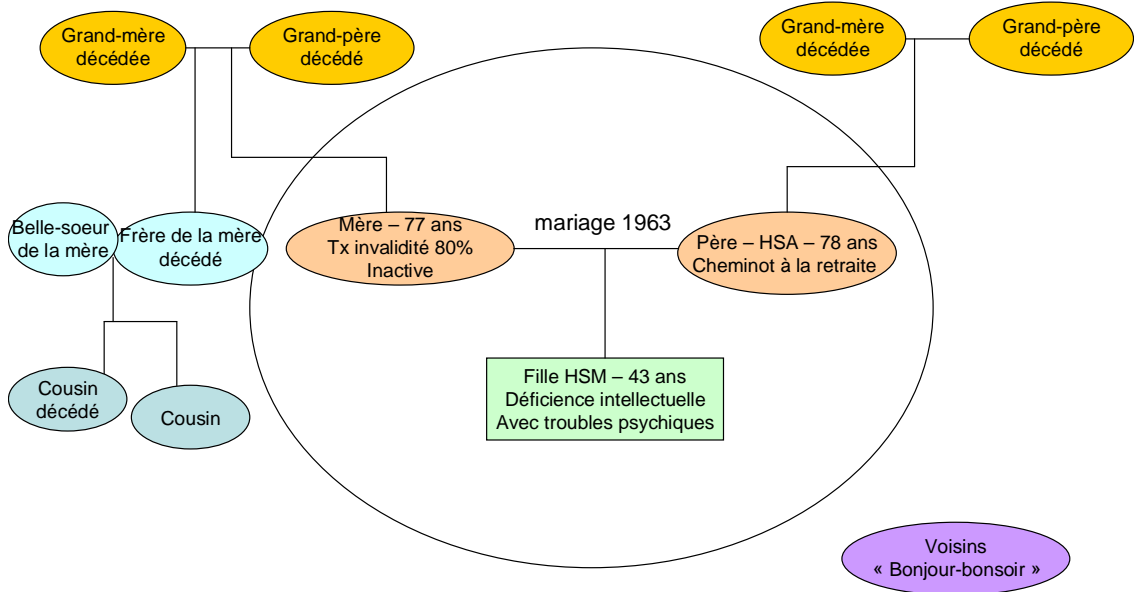 Grand-mère
décédée
Grand-père
décédé
Grand-mère
décédée
Grand-père
décédé
Belle-soeur
de la mère
Frère de la mère
décédé
Mère – 77 ans
Tx invalidité 80%
Inactive
mariage 1963
Père – HSA – 78 ans
Cheminot à la retraite
Fille HSM – 43 ans
Déficience intellectuelle
Avec troubles psychiques
Cousin
décédé
Cousin
Voisins
« Bonjour-bonsoir »